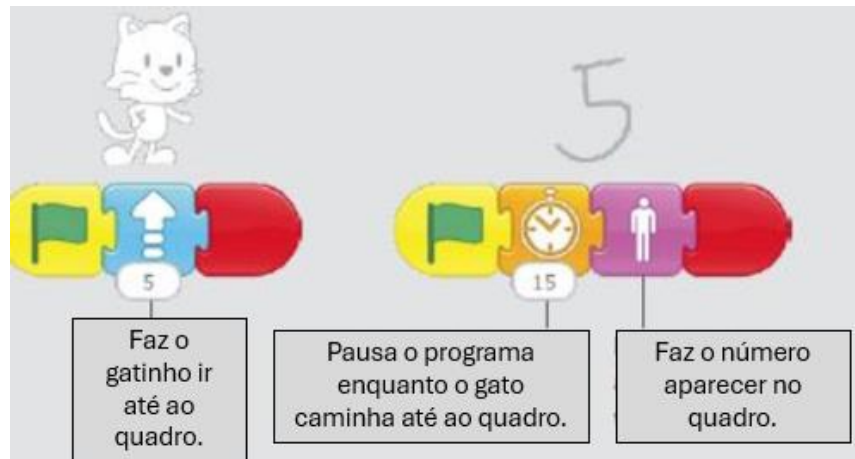 5
5
15
Faz o
gatinho ir
até ao
quadro.
Pausa o programa
enquanto o gato
caminha até ao quadro.
Faz o número
aparecer no
quadro.